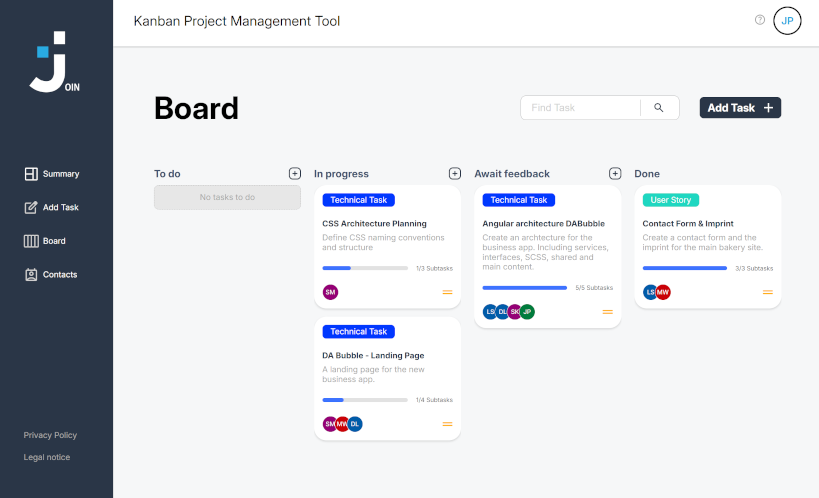 Kanban Project Management Tool
JP
OIN
Summary
Add Task
Board
Contacts
Privacy Policy
Legal notice
Board
Find Task
Add Task
To do
No tasks to do
In progress
Technical Task
CSS Architecture Planning
Define CSS naming conventions
and structure
1/3 Subtasks
SM
Technical Task
DA Bubble - Landing Page
A landing page for the new
business app.
1/4 Subtasks
SM MW DL
Await feedback
Technical Task
Angular architecture DABubble
Create an archtecture for the
business app. Including services,
interfaces, SCSS, shared and
main content.
5/5 Subtasks
LS DL SK JP
Done
User Story
Contact Form & Imprint
Create a contact form and the
imprint for the main bakery site.
3/3 Subtasks
LS MW